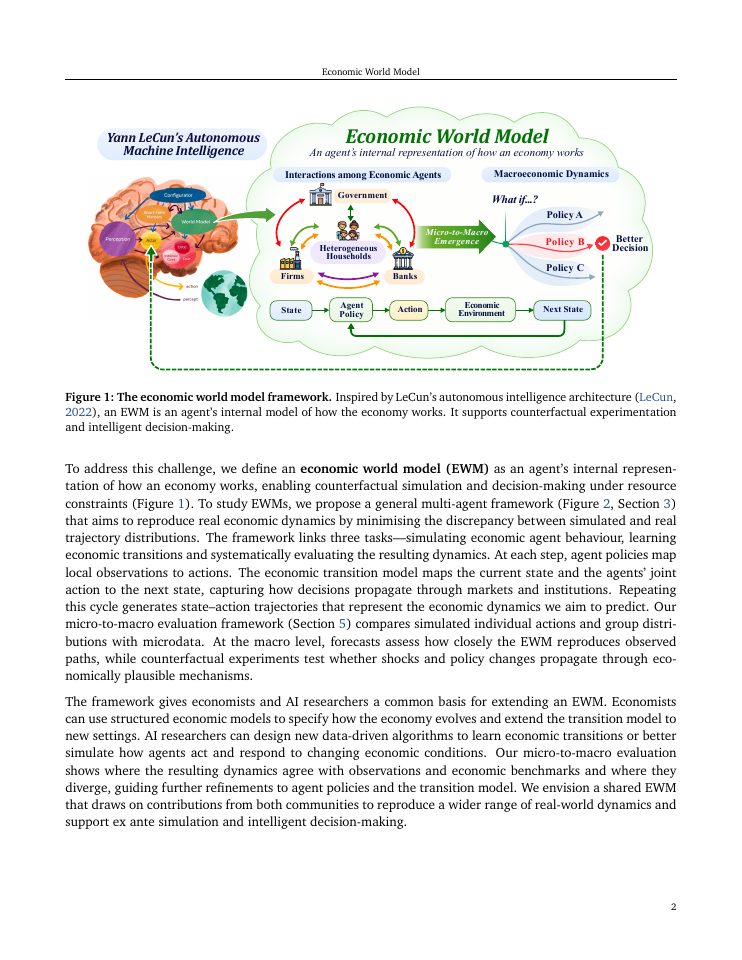 Economic World Model
Yann LeCun's Autonomous
Machine Intelligence
Economic World Model
An agent's internal representation of how an economy works
Interactions among Economic Agents
Macroeconomic Dynamics
Configurator
Short-term
Memory
World Model
Perception
Actor
Cost
action
percept
Government
Heterogeneous
Households
Firms
Banks
Micro-to-Macro
Emergence
What if...?
Policy A
Policy B
Policy C
Better
Decision
State
Agent
Policy
Action
Economic
Environment
Next State
Figure 1: The economic world model framework. Inspired by LeCun's autonomous intelligence architecture (LeCun,
2022), an EWM is an agent's internal model of how the economy works. It supports counterfactual experimentation
and intelligent decision-making.
To address this challenge, we define an economic world model (EWM) as an agent's internal represen-
tation of how an economy works, enabling counterfactual simulation and decision-making under resource
constraints (Figure 1). To study EWMs, we propose a general multi-agent framework (Figure 2, Section 3)
that aims to reproduce real economic dynamics by minimising the discrepancy between simulated and real
trajectory distributions. The framework links three tasks—simulating economic agent behaviour, learning
economic transitions and systematically evaluating the resulting dynamics. At each step, agent policies map
local observations to actions. The economic transition model maps the current state and the agents' joint
action to the next state, capturing how decisions propagate through markets and institutions. Repeating
this cycle generates state–action trajectories that represent the economic dynamics we aim to predict. Our
micro-to-macro evaluation framework (Section 5) compares simulated individual actions and group distri-
butions with microdata. At the macro level, forecasts assess how closely the EWM reproduces observed
paths, while counterfactual experiments test whether shocks and policy changes propagate through eco-
nomically plausible mechanisms.
The framework gives economists and AI researchers a common basis for extending an EWM. Economists
can use structured economic models to specify how the economy evolves and extend the transition model to
new settings. AI researchers can design new data-driven algorithms to learn economic transitions or better
simulate how agents act and respond to changing economic conditions. Our micro-to-macro evaluation
shows where the resulting dynamics agree with observations and economic benchmarks and where they
diverge, guiding further refinements to agent policies and the transition model. We envision a shared EWM
that draws on contributions from both communities to reproduce a wider range of real-world dynamics and
support ex ante simulation and intelligent decision-making.
2